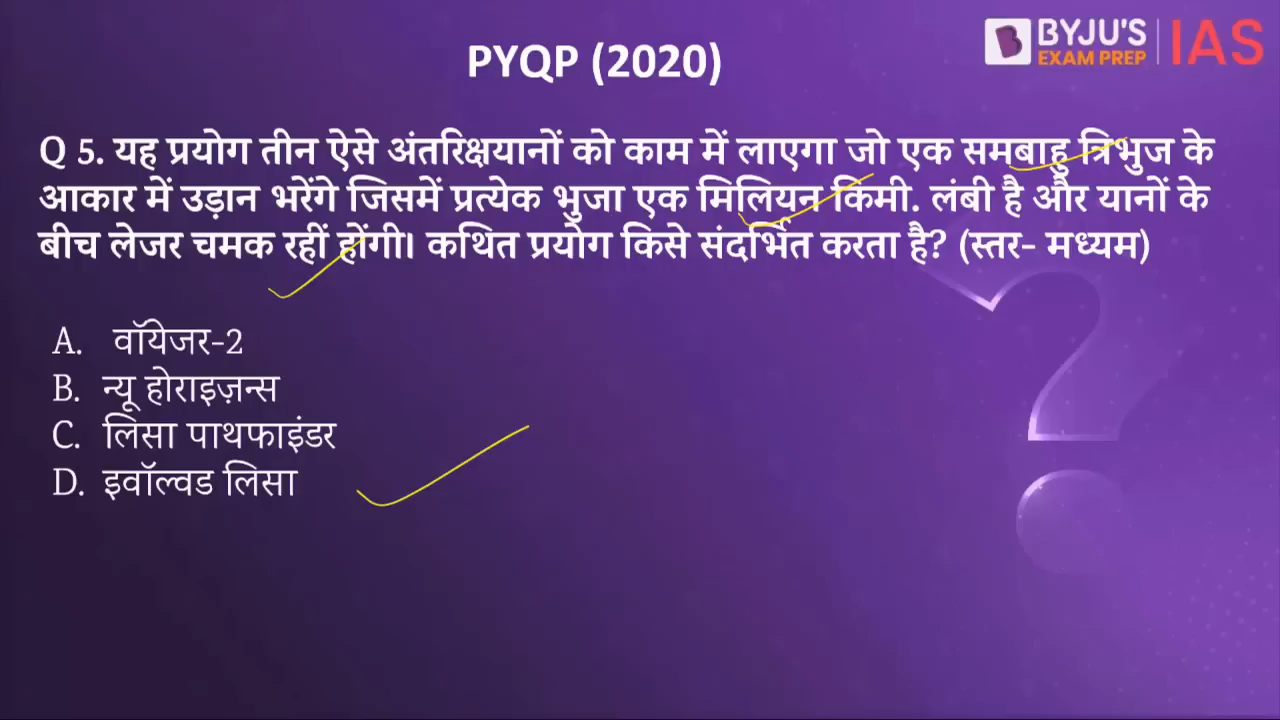 PYQP (2020)
BYJU'S
EXAM PREP
IAS
Q 5. यह प्रयोग तीन ऐसे अंतरिक्षयानों को काम में लाएगा जो एक समबाहु त्रिभुज के
आकार में उड़ान भरेंगे जिसमें प्रत्येक भुजा एक मिलियन किमी. लंबी है और यानों के
बीच लेजर चमक रहीं होंगी। कथित प्रयोग किसे संदर्भित करता है? (स्तर- मध्यम)
A. वॉयेजर-2
B. न्यू होराइज़न्स
C. लिसा पाथफाइंडर
D. इवॉल्वड लिसा